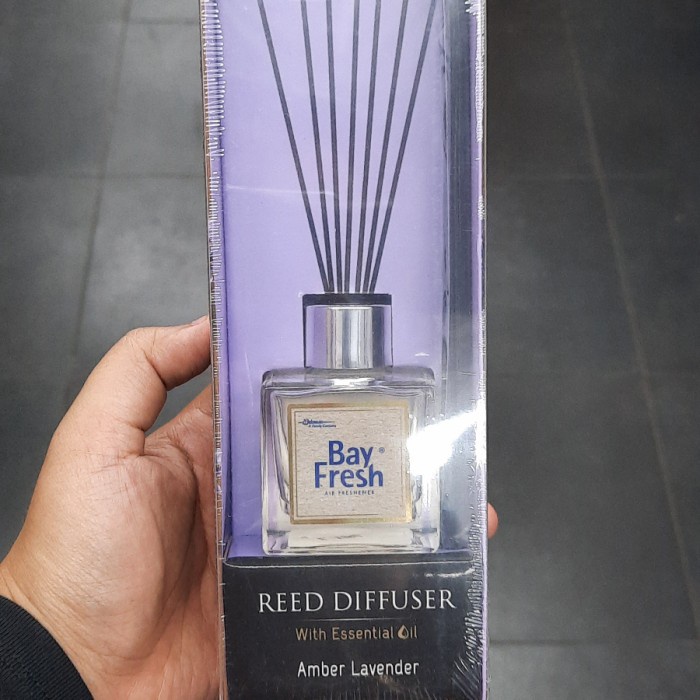 Bay
Fresh ®
AIR FRESHENER
REED DIFFUSER
With Essential Oil
Amber Lavender